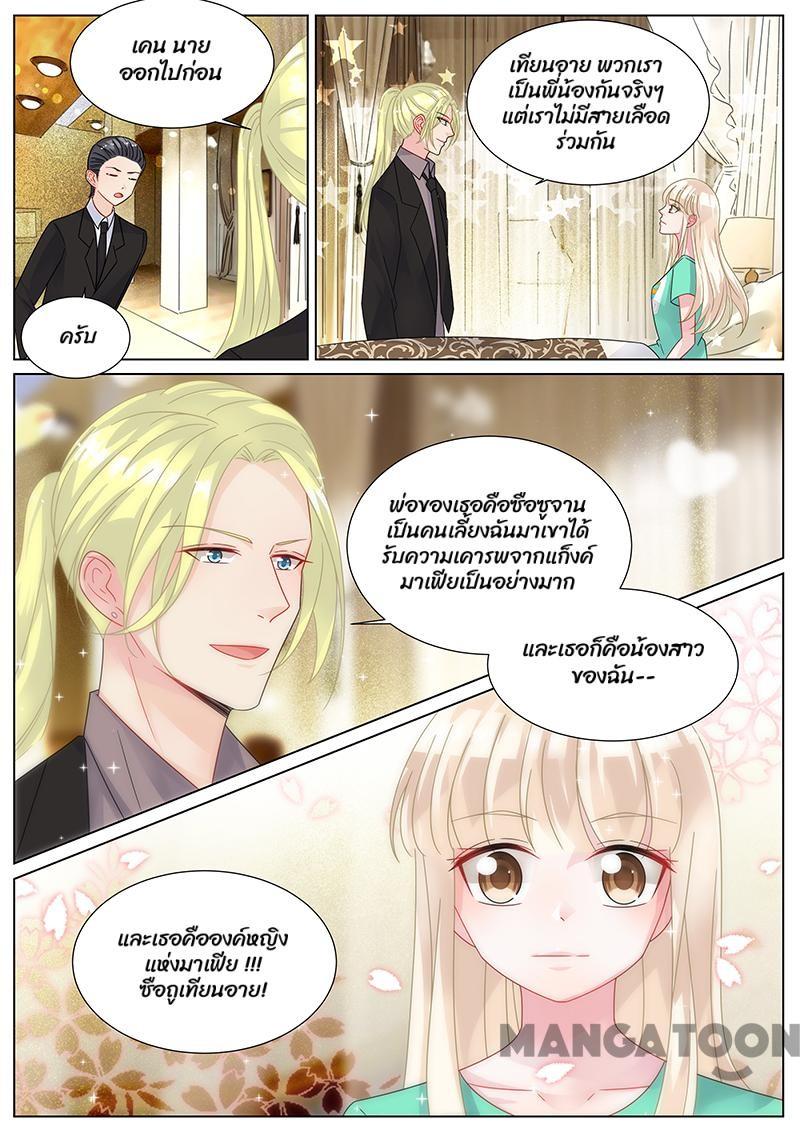 เคน นาย
ออกไปก่อน
ครับ
เทียนอาย พวกเรา
เป็นพี่น้องกันจริงๆ
แต่เราไม่มีสายเลือด
ร่วมกัน
พ่อของเธอคือซือซูจาน
เป็นคนเลี้ยงฉันมาเขาได้
รับความเคารพจากแก็งค์
มาเฟียเป็นอย่างมาก
และเธอก็คือน้องสาว
ของฉัน--
และเธอคือองค์หญิง
แห่งมาเฟีย !!!
ซือถูเทียนอาย!
MANGATOON